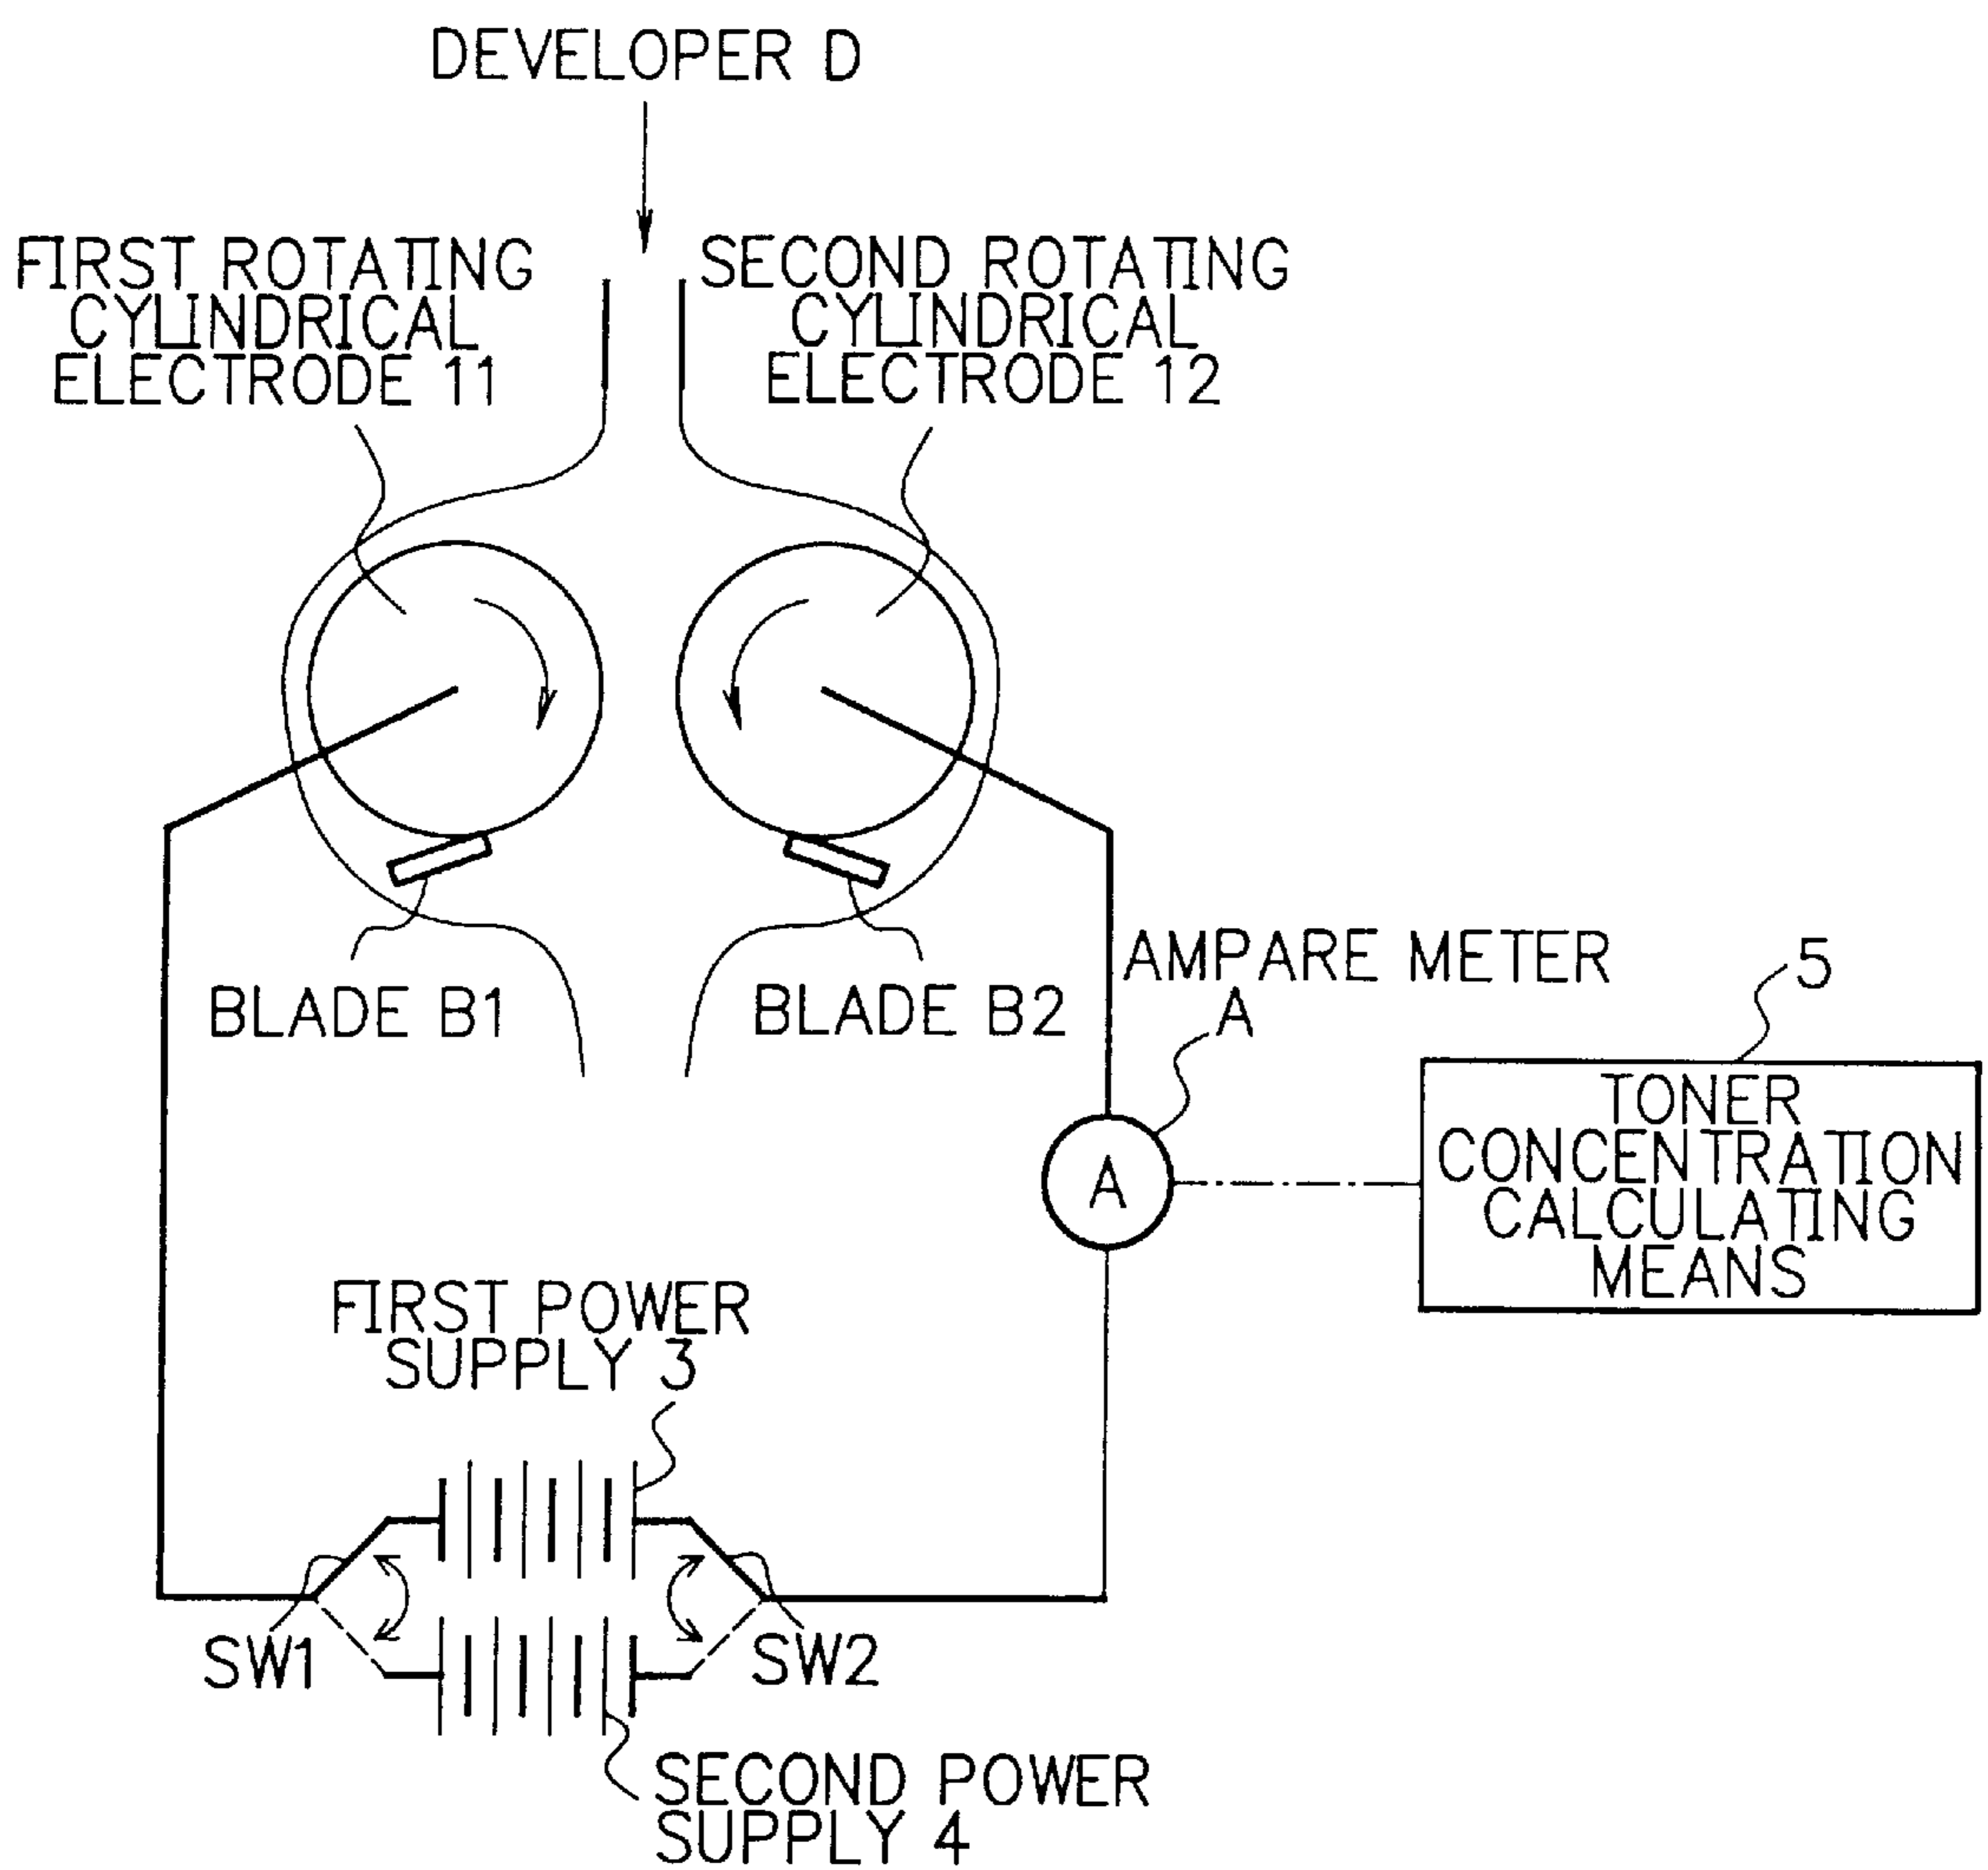 DEVELOPER D
FIRST ROTATING
CYLINDRICAL
ELECTRODE 11
SECOND ROTATING
CYLINDRICAL
ELECTRODE 12
BLADE B1
BLADE B2
AMPARE METER
A
5
A
TONER
CONCENTRATION
CALCULATING
MEANS
FIRST POWER
SUPPLY 3
SW1
SW2
SECOND POWER
SUPPLY 4